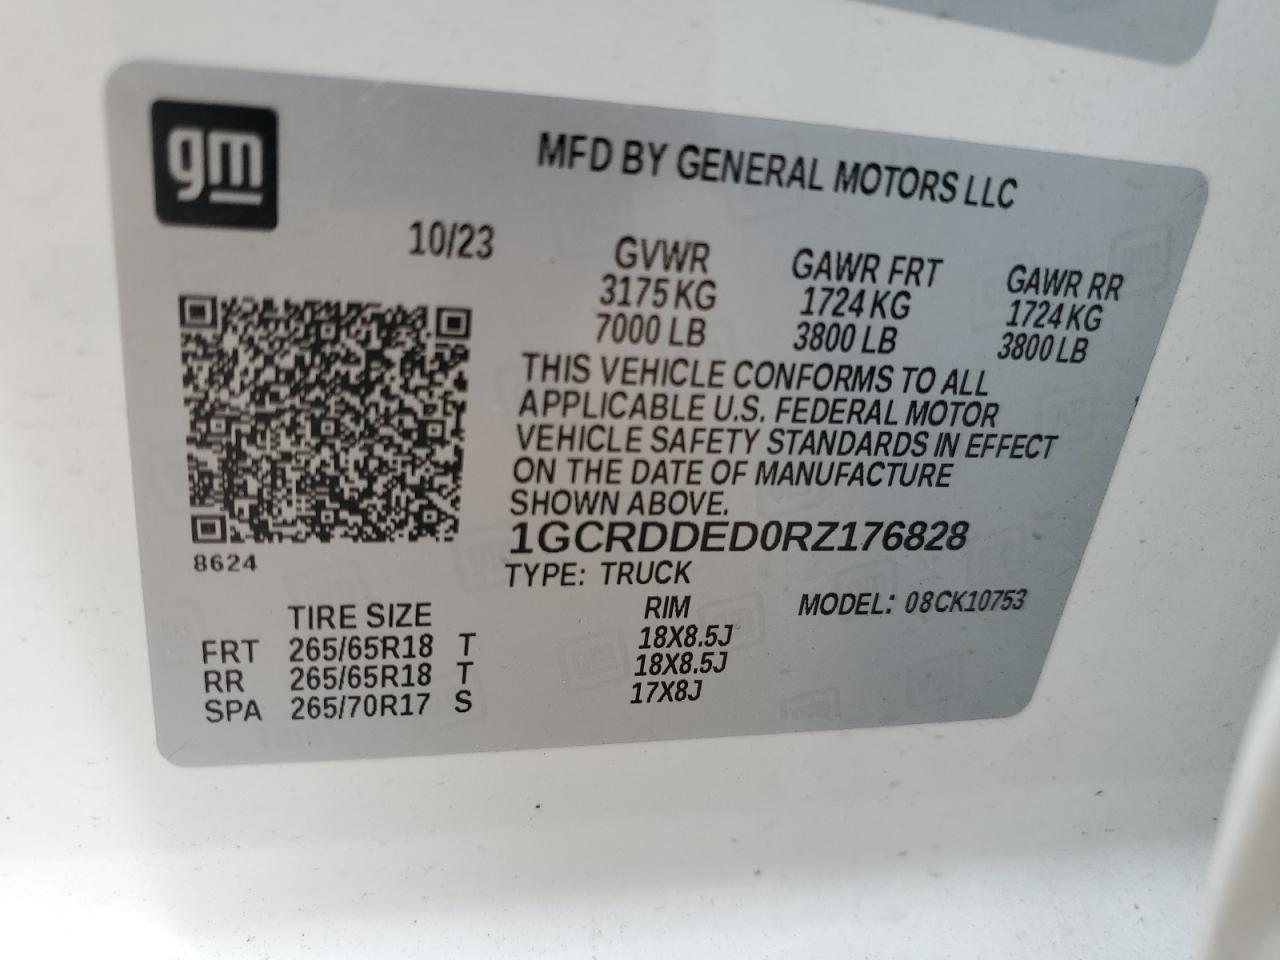 gm
MFD BY GENERAL MOTORS LLC
10/23
GVWR
3175 KG
7000 LB
GAWR FRT
1724 KG
3800 LB
GAWR RR
1724 KG
3800 LB
THIS VEHICLE CONFORMS TO ALL
APPLICABLE U.S. FEDERAL MOTOR
VEHICLE SAFETY STANDARDS IN EFFECT
ON THE DATE OF MANUFACTURE
SHOWN ABOVE.
1GCRDDED0RZ176828
8624
TYPE: TRUCK
MODEL: 08CK10753
TIRE SIZE RIM
FRT 265/65R18 T 18X8.5J
RR 265/65R18 T 18X8.5J
SPA 265/70R17 S 17X8J